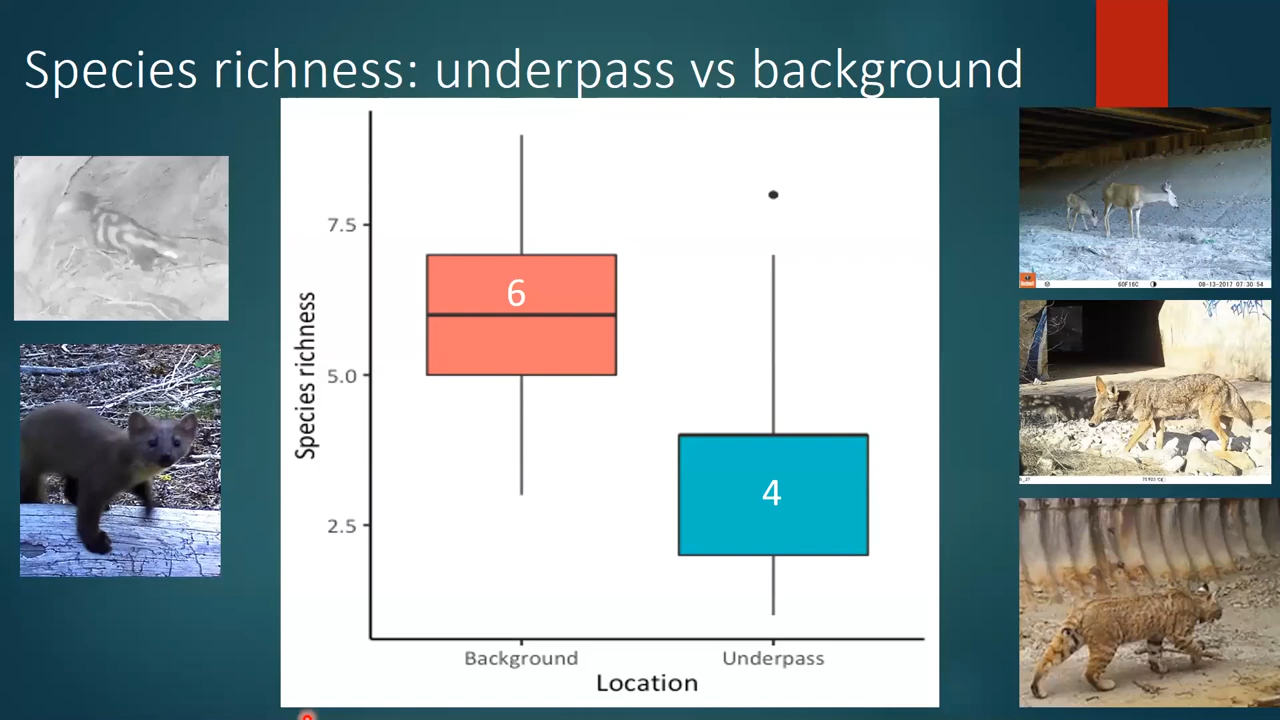 Species richness: underpass vs background
7.5
5.0
2.5
Species richness
6
4
Background
Underpass
Location
60F16C
08-13-2017 07:30:54